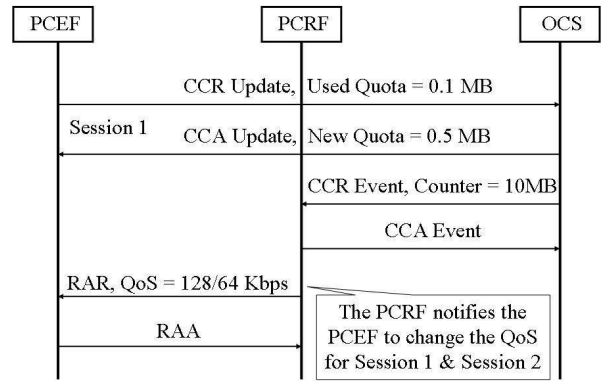 PCEF
PCRF
OCS
CCR Update, Used Quota = 0.1 MB
Session 1
CCA Update, New Quota = 0.5 MB
CCR Event, Counter = 10MB
CCA Event
RAR, QoS = 128/64 Kbps
The PCRF notifies the
PCEF to change the QoS
for Session 1 & Session 2
RAA